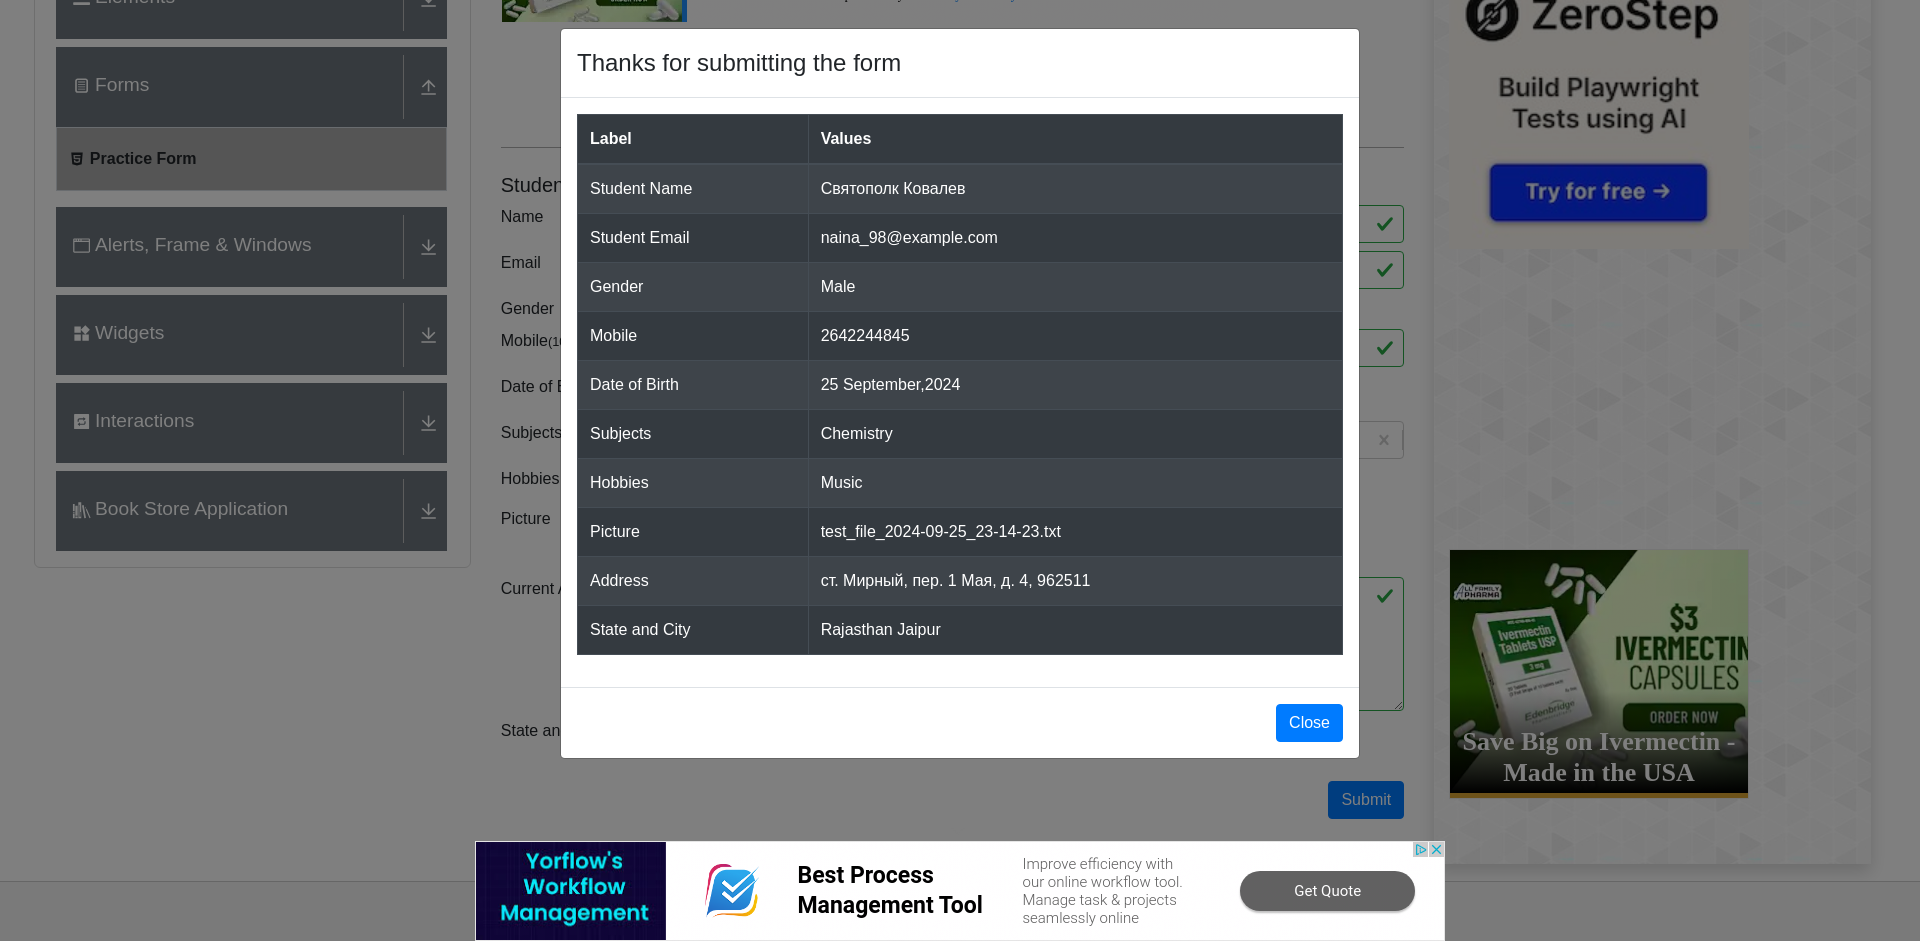 Elements
Forms
Practice Form
Alerts, Frame & Windows
Widgets
Interactions
Book Store Application
Studen
Name
Email
Gender
Mobile(10
Date of B
Subjects
Hobbies
Picture
Current A
State an
Submit
Thanks for submitting the form
Label Values
Student Name Святополк Ковалев
Student Email naina_98@example.com
Gender Male
Mobile 2642244845
Date of Birth 25 September,2024
Subjects Chemistry
Hobbies Music
Picture test_file_2024-09-25_23-14-23.txt
Address ст. Мирный, пер. 1 Мая, д. 4, 962511
State and City Rajasthan Jaipur
Close
ZeroStep
Build Playwright
Tests using AI
Try for free →
ALL FAMILY
PHARMA
Ivermectin
Tablets USP
3 mg
Edenbridge
$3
IVERMECTIN
CAPSULES
ORDER NOW
Save Big on Ivermectin -
Made in the USA
Yorflow's
Workflow
Management
Best Process
Management Tool
Improve efficiency with
our online workflow tool.
Manage task & projects
seamlessly online
Get Quote